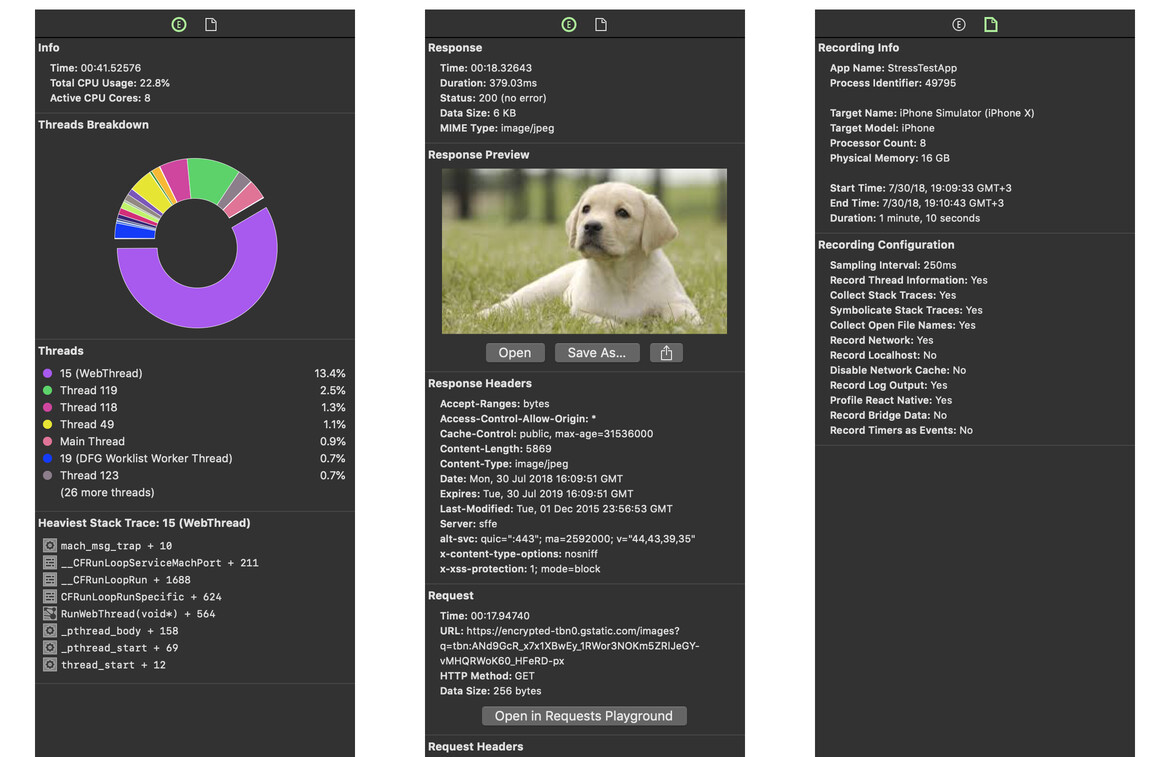 Info
Time: 00:41.52576
Total CPU Usage: 22.8%
Active CPU Cores: 8
Threads Breakdown
Threads
15 (WebThread) 13.4%
Thread 119 2.5%
Thread 118 1.3%
Thread 49 1.1%
Main Thread 0.9%
19 (DFG Worklist Worker Thread) 0.7%
Thread 123 0.7%
(26 more threads)
Heaviest Stack Trace: 15 (WebThread)
mach_msg_trap + 10
__CFRunLoopServiceMachPort + 211
__CFRunLoopRun + 1688
CFRunLoopRunSpecific + 624
RunWebThread(void*) + 564
_pthread_body + 158
_pthread_start + 69
thread_start + 12
Response
Time: 00:18.32643
Duration: 379.03ms
Status: 200 (no error)
Data Size: 6 KB
MIME Type: image/jpeg
Response Preview
Open
Save As...
Response Headers
Accept-Ranges: bytes
Access-Control-Allow-Origin: *
Cache-Control: public, max-age=31536000
Content-Length: 5869
Content-Type: image/jpeg
Date: Mon, 30 Jul 2018 16:09:51 GMT
Expires: Tue, 30 Jul 2019 16:09:51 GMT
Last-Modified: Tue, 01 Dec 2015 23:56:53 GMT
Server: sffe
alt-svc: quic=":443"; ma=2592000; v="44,43,39,35"
x-content-type-options: nosniff
x-xss-protection: 1; mode=block
Request
Time: 00:17.94740
URL: https://encrypted-tbn0.gstatic.com/images?
q=tbn:ANd9GcR_x7x1XBwEy_1RWor3NOKm5ZRIJeGY-
vMHQRWoK60_HFeRD-px
HTTP Method: GET
Data Size: 256 bytes
Open in Requests Playground
Request Headers
Recording Info
App Name: StressTestApp
Process Identifier: 49795
Target Name: iPhone Simulator (iPhone X)
Target Model: iPhone
Processor Count: 8
Physical Memory: 16 GB
Start Time: 7/30/18, 19:09:33 GMT+3
End Time: 7/30/18, 19:10:43 GMT+3
Duration: 1 minute, 10 seconds
Recording Configuration
Sampling Interval: 250ms
Record Thread Information: Yes
Collect Stack Traces: Yes
Symbolicate Stack Traces: Yes
Collect Open File Names: Yes
Record Network: Yes
Record Localhost: No
Disable Network Cache: No
Record Log Output: Yes
Profile React Native: Yes
Record Bridge Data: No
Record Timers as Events: No